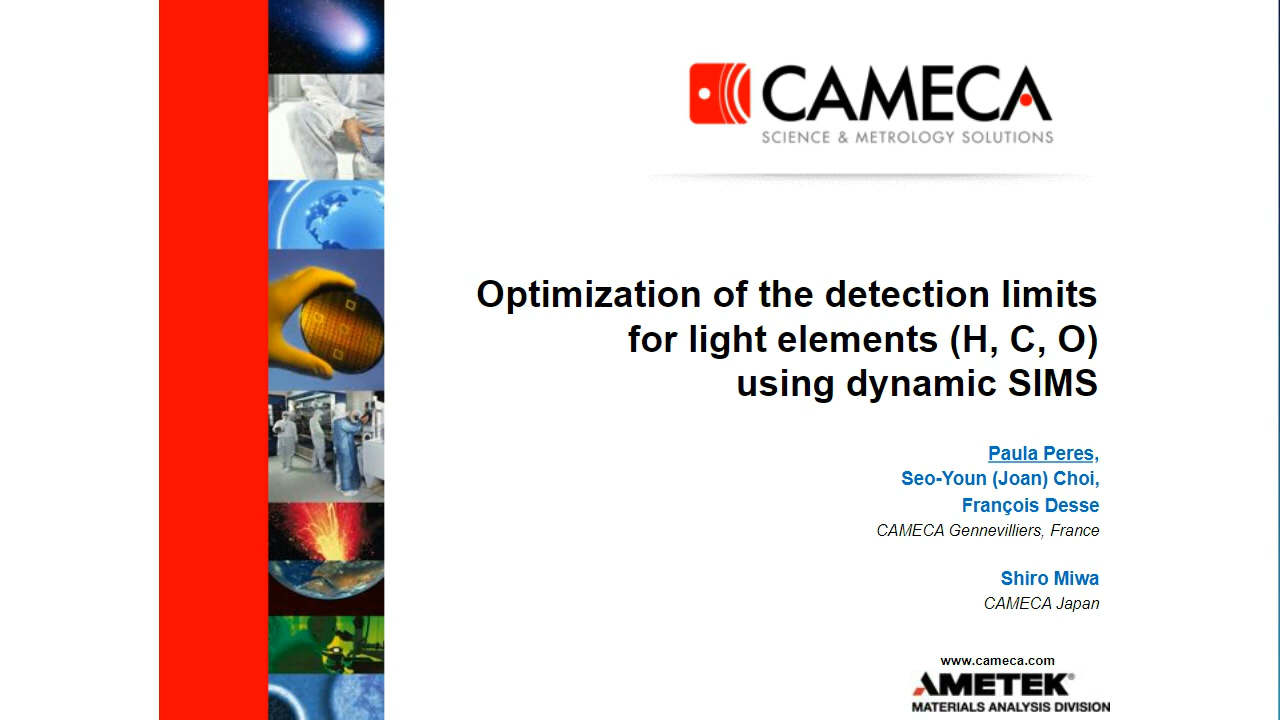 CAMECA
SCIENCE & METROLOGY SOLUTIONS
Optimization of the detection limits
for light elements (H, C, O)
using dynamic SIMS
Paula Peres,
Seo-Youn (Joan) Choi,
François Desse
CAMECA Gennevilliers, France
Shiro Miwa
CAMECA Japan
www.cameca.com
AMETEK®
MATERIALS ANALYSIS DIVISION